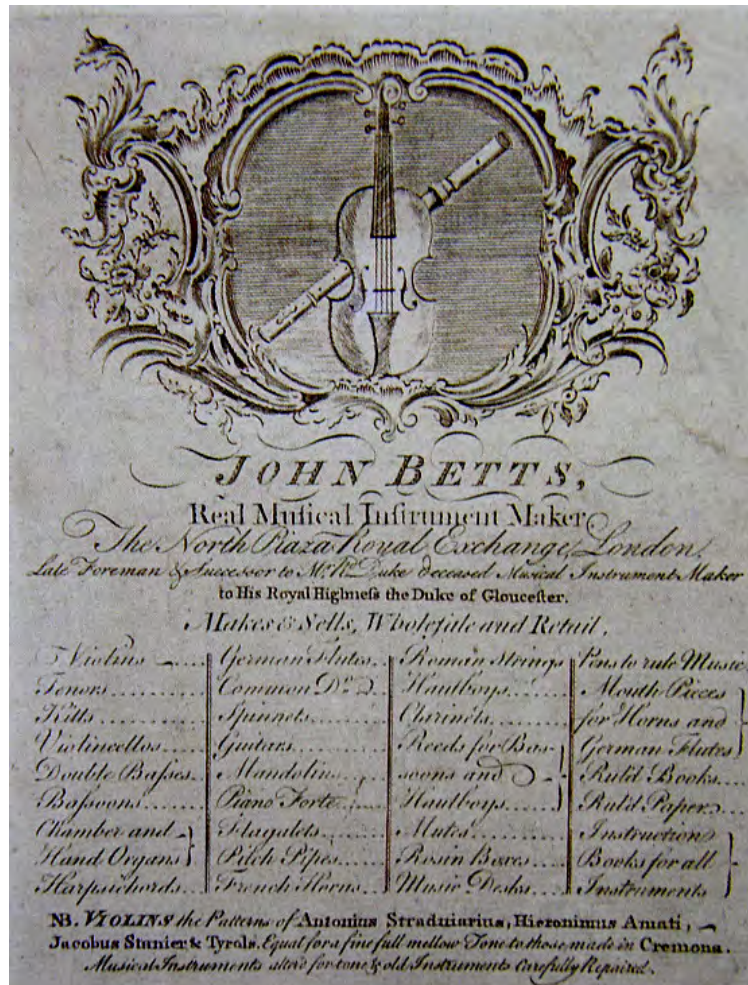 JOHN BETTS,
Real Muſical Inſtrument Maker
The North Piaza Royal Exchange, London.
Late Foreman & Succeſsor to Mr. Rd. Duke deceased Musical Instrument Maker
to His Royal Highneſs the Duke of Glouceſter.
Makes & Sells, Wholeſale and Retail.
Violins
Tenors
Kitts
Violincellos
Double Baſses
Baſsoons
Chamber and
Hand Organs
Harpsichords
German Flutes
Common Do.
Spinnets
Guitars
Mandolins
Piano Forte
Flagalets
Pitch Pipes
French Horns
Roman Strings
Hautboys
Clarinets
Reeds for Bas-
soons and
Hautboys
Mutes
Rosin Boxes
Music Desks
Pens to rule Music
Mouth Pieces
for Horns and
German Flutes
Rul'd Books
Rul'd Paper
Instruction
Books for all
Instruments
NB. VIOLINS the Patterns of Antonius Straduiarius, Hieronimus Amati,
Jacobus Stanier & Tyrols. Equal for a fine full mellow Tone to those made in Cremona.
Musical Instruments alter'd for tone & old Instruments Carefully Repaired.